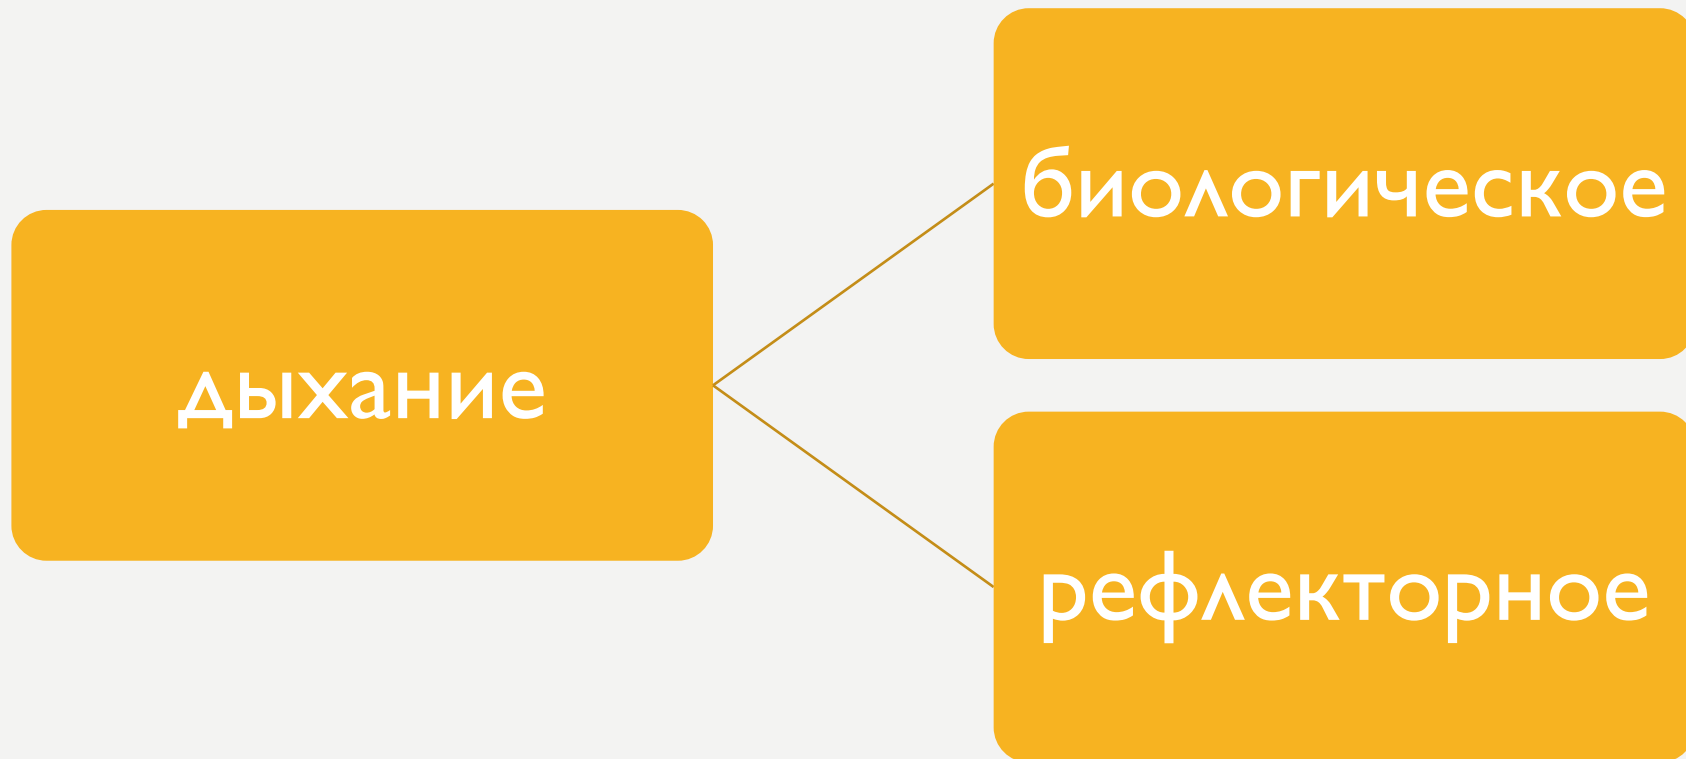 дыхание
биологическое
рефлекторное